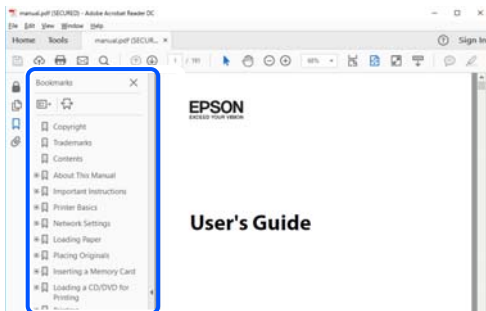 manual.pdf (SECURED) - Adobe Acrobat Reader DC
File Edit View Window Help
Home Tools manual.pdf (SECUR... ×
Sign In
1 / 191
Bookmarks
Copyright
Trademarks
Contents
About This Manual
Important Instructions
Printer Basics
Network Settings
Loading Paper
Placing Originals
Inserting a Memory Card
Loading a CD/DVD for
Printing
EPSON
EXCEED YOUR VISION
User's Guide